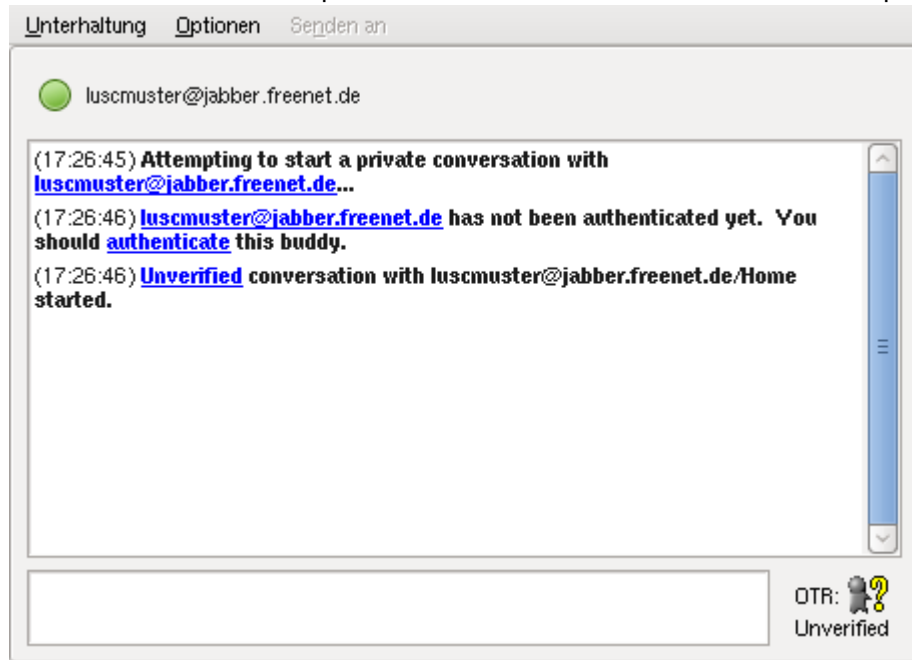 Unterhaltung Optionen Senden an
luscmuster@jabber.freenet.de
(17:26:45) Attempting to start a private conversation with
luscmuster@jabber.freenet.de...
(17:26:46) luscmuster@jabber.freenet.de has not been authenticated yet. You
should authenticate this buddy.
(17:26:46) Unverified conversation with luscmuster@jabber.freenet.de/Home
started.
OTR:
Unverified